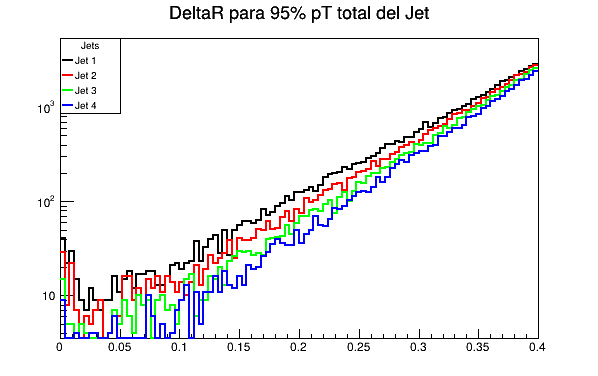 DeltaR para 95% pT total del Jet
Jets
Jet 1
Jet 2
Jet 3
Jet 4
10³
10²
10
0 0.05 0.1 0.15 0.2 0.25 0.3 0.35 0.4